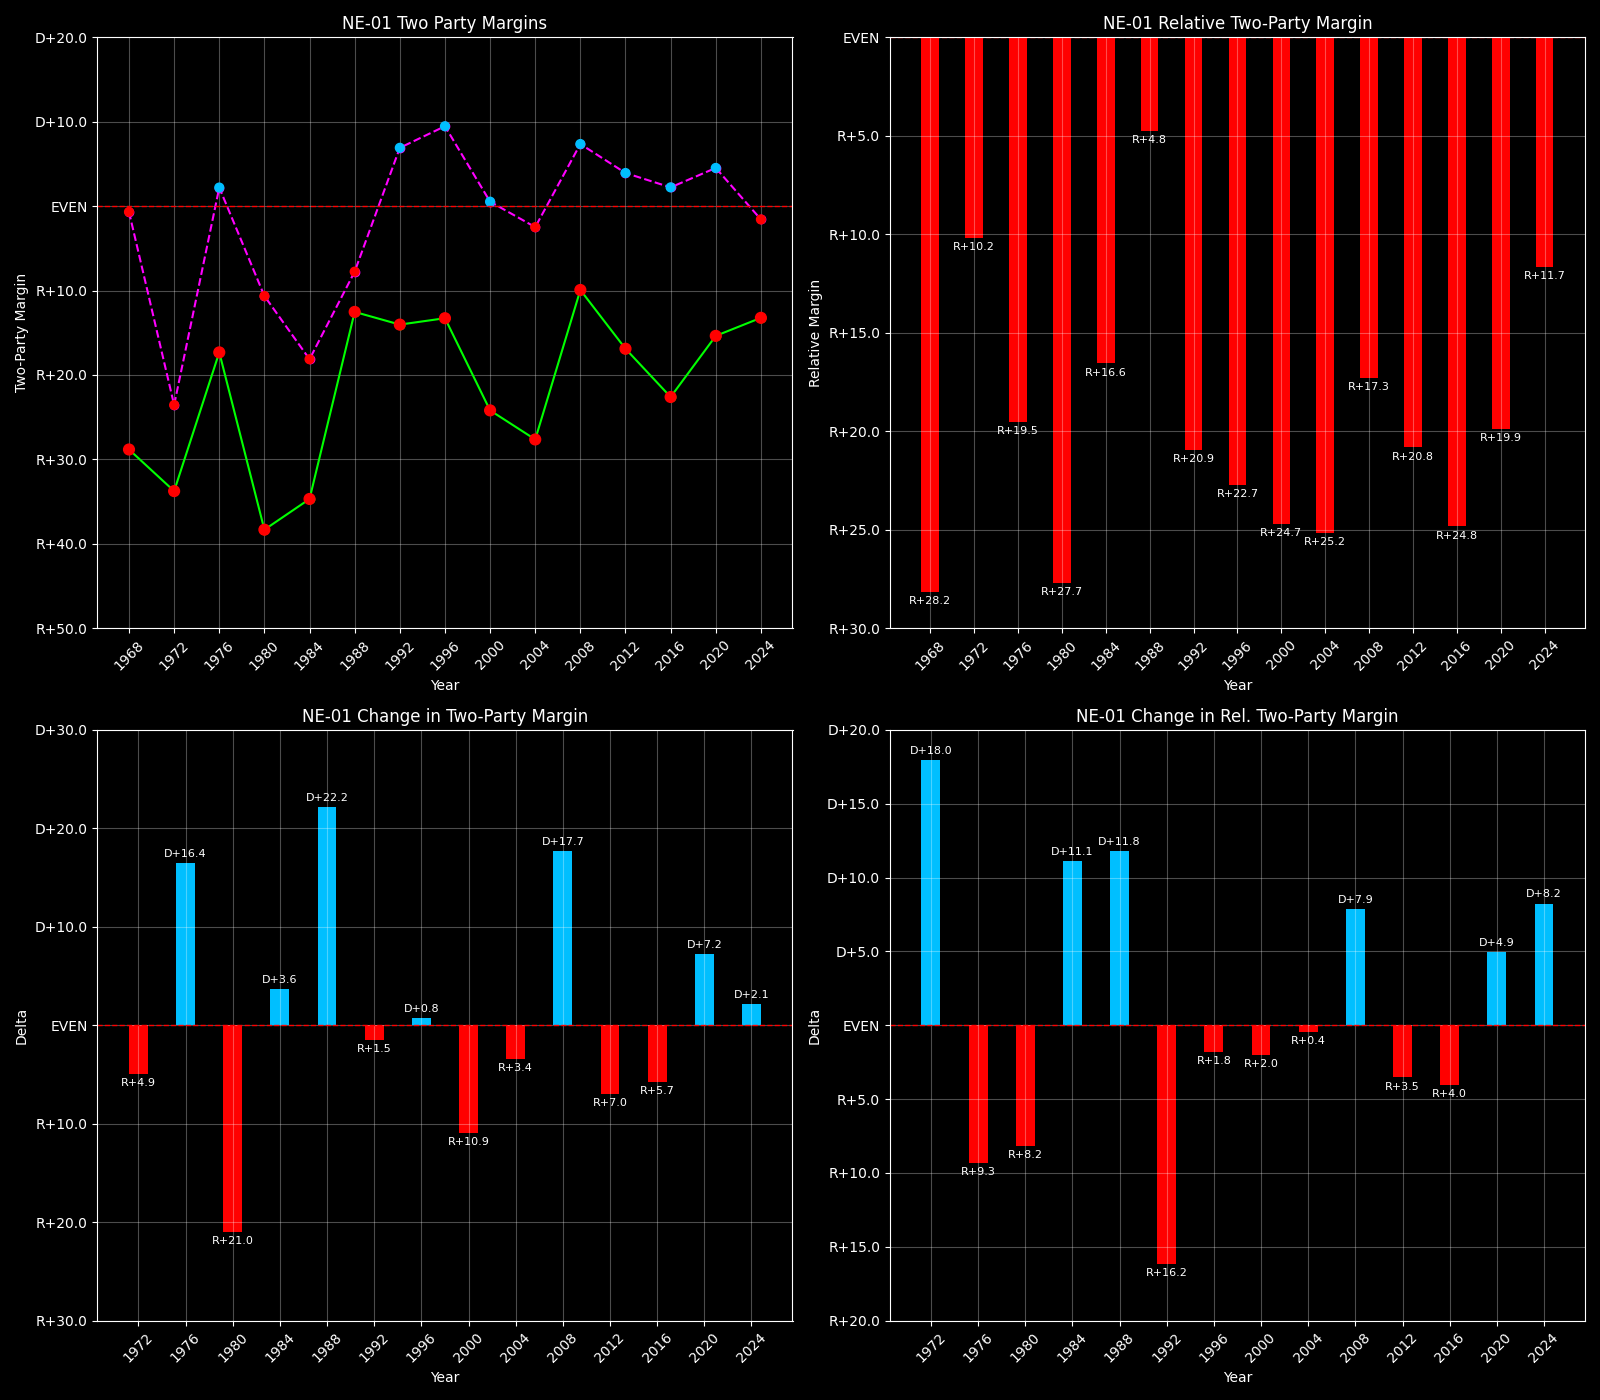 NE-01 Two Party Margins
D+20.0
D+10.0
EVEN
R+10.0
R+20.0
R+30.0
R+40.0
R+50.0
Two-Party Margin
1968 1972 1976 1980 1984 1988 1992 1996 2000 2004 2008 2012 2016 2020 2024
Year
NE-01 Relative Two-Party Margin
EVEN
R+5.0
R+10.0
R+15.0
R+20.0
R+25.0
R+30.0
Relative Margin
R+28.2
R+10.2
R+19.5
R+27.7
R+16.6
R+4.8
R+20.9
R+22.7
R+24.7
R+25.2
R+17.3
R+20.8
R+24.8
R+19.9
R+11.7
1968 1972 1976 1980 1984 1988 1992 1996 2000 2004 2008 2012 2016 2020 2024
Year
NE-01 Change in Two-Party Margin
D+30.0
D+20.0
D+10.0
EVEN
R+10.0
R+20.0
R+30.0
Delta
R+4.9
D+16.4
R+21.0
D+3.6
D+22.2
R+1.5
D+0.8
R+10.9
R+3.4
D+17.7
R+7.0
R+5.7
D+7.2
D+2.1
1972 1976 1980 1984 1988 1992 1996 2000 2004 2008 2012 2016 2020 2024
Year
NE-01 Change in Rel. Two-Party Margin
D+20.0
D+15.0
D+10.0
D+5.0
EVEN
R+5.0
R+10.0
R+15.0
R+20.0
Delta
D+18.0
R+9.3
R+8.2
D+11.1
D+11.8
R+16.2
R+1.8
R+2.0
R+0.4
D+7.9
R+3.5
R+4.0
D+4.9
D+8.2
1972 1976 1980 1984 1988 1992 1996 2000 2004 2008 2012 2016 2020 2024
Year